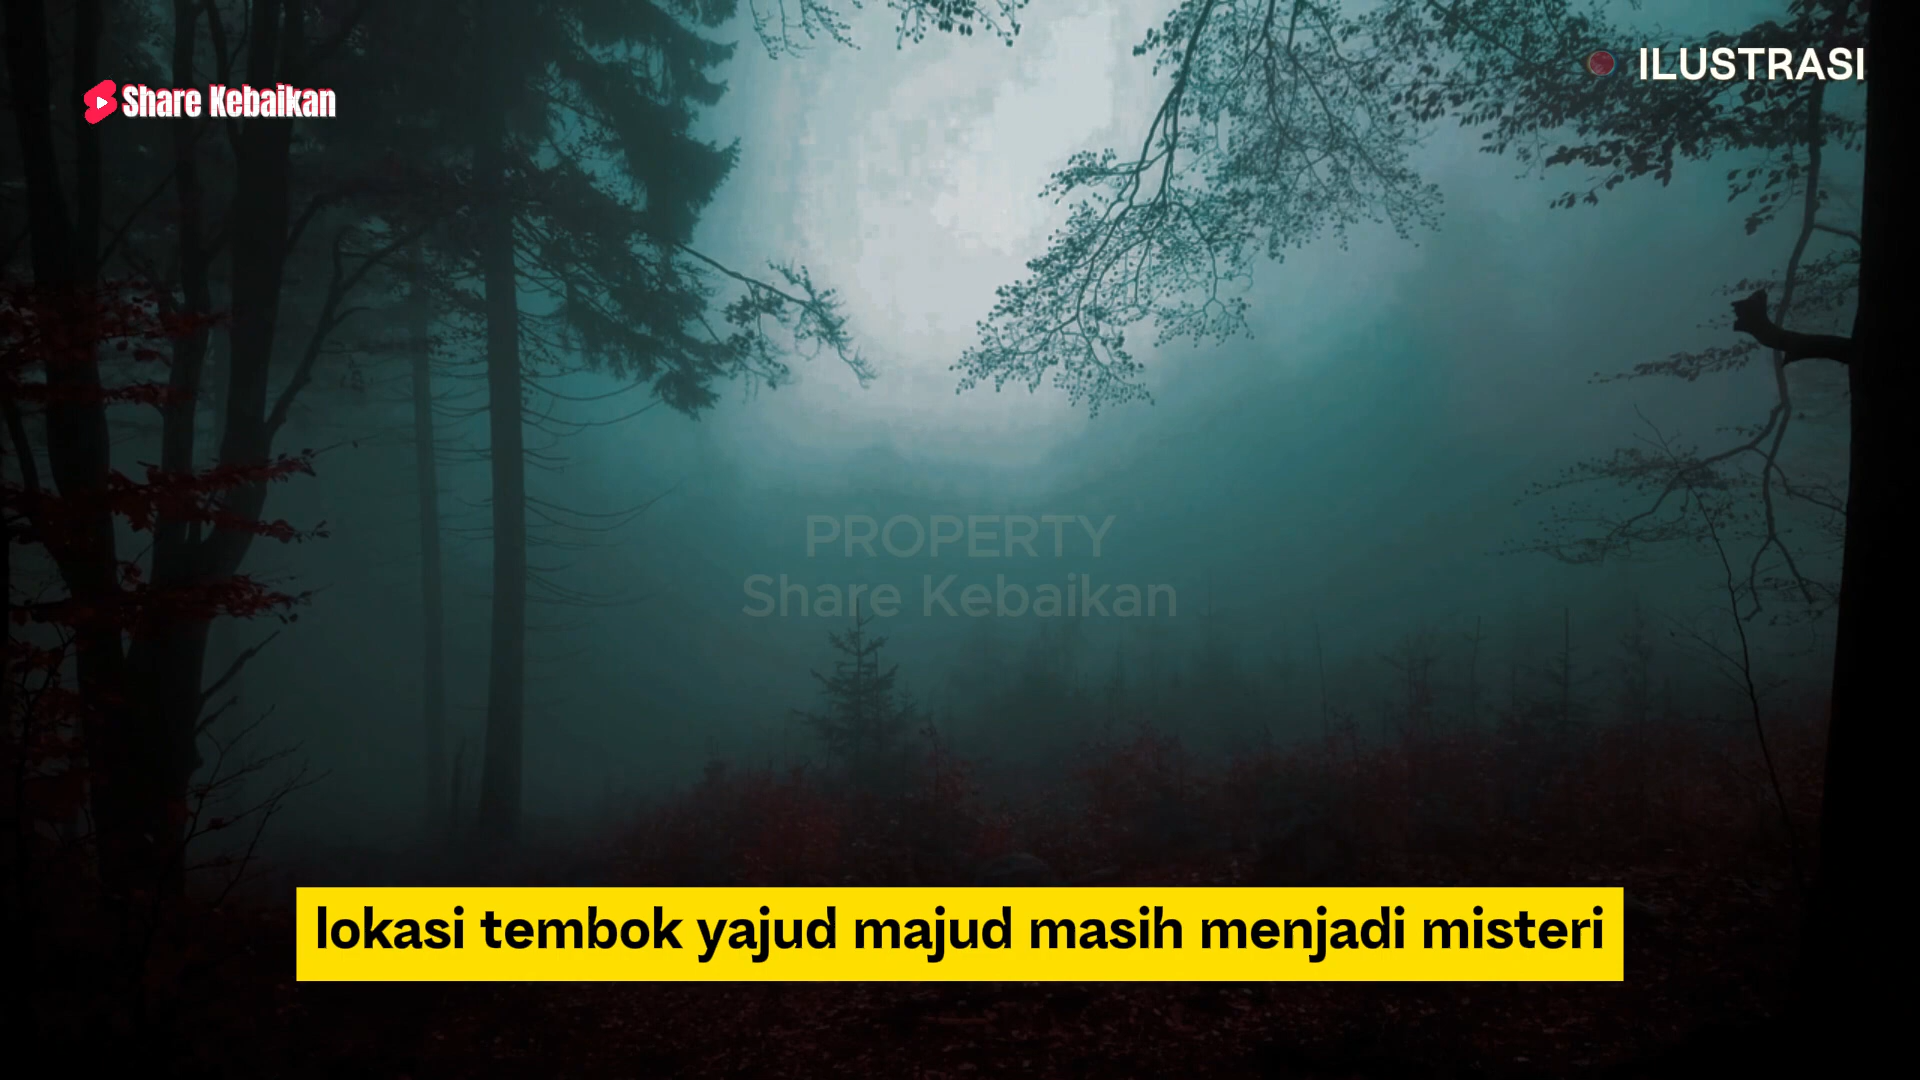 Share Kebaikan
ILUSTRASI
PROPERTY
Share Kebaikan
lokasi tembok yajud majud masih menjadi misteri